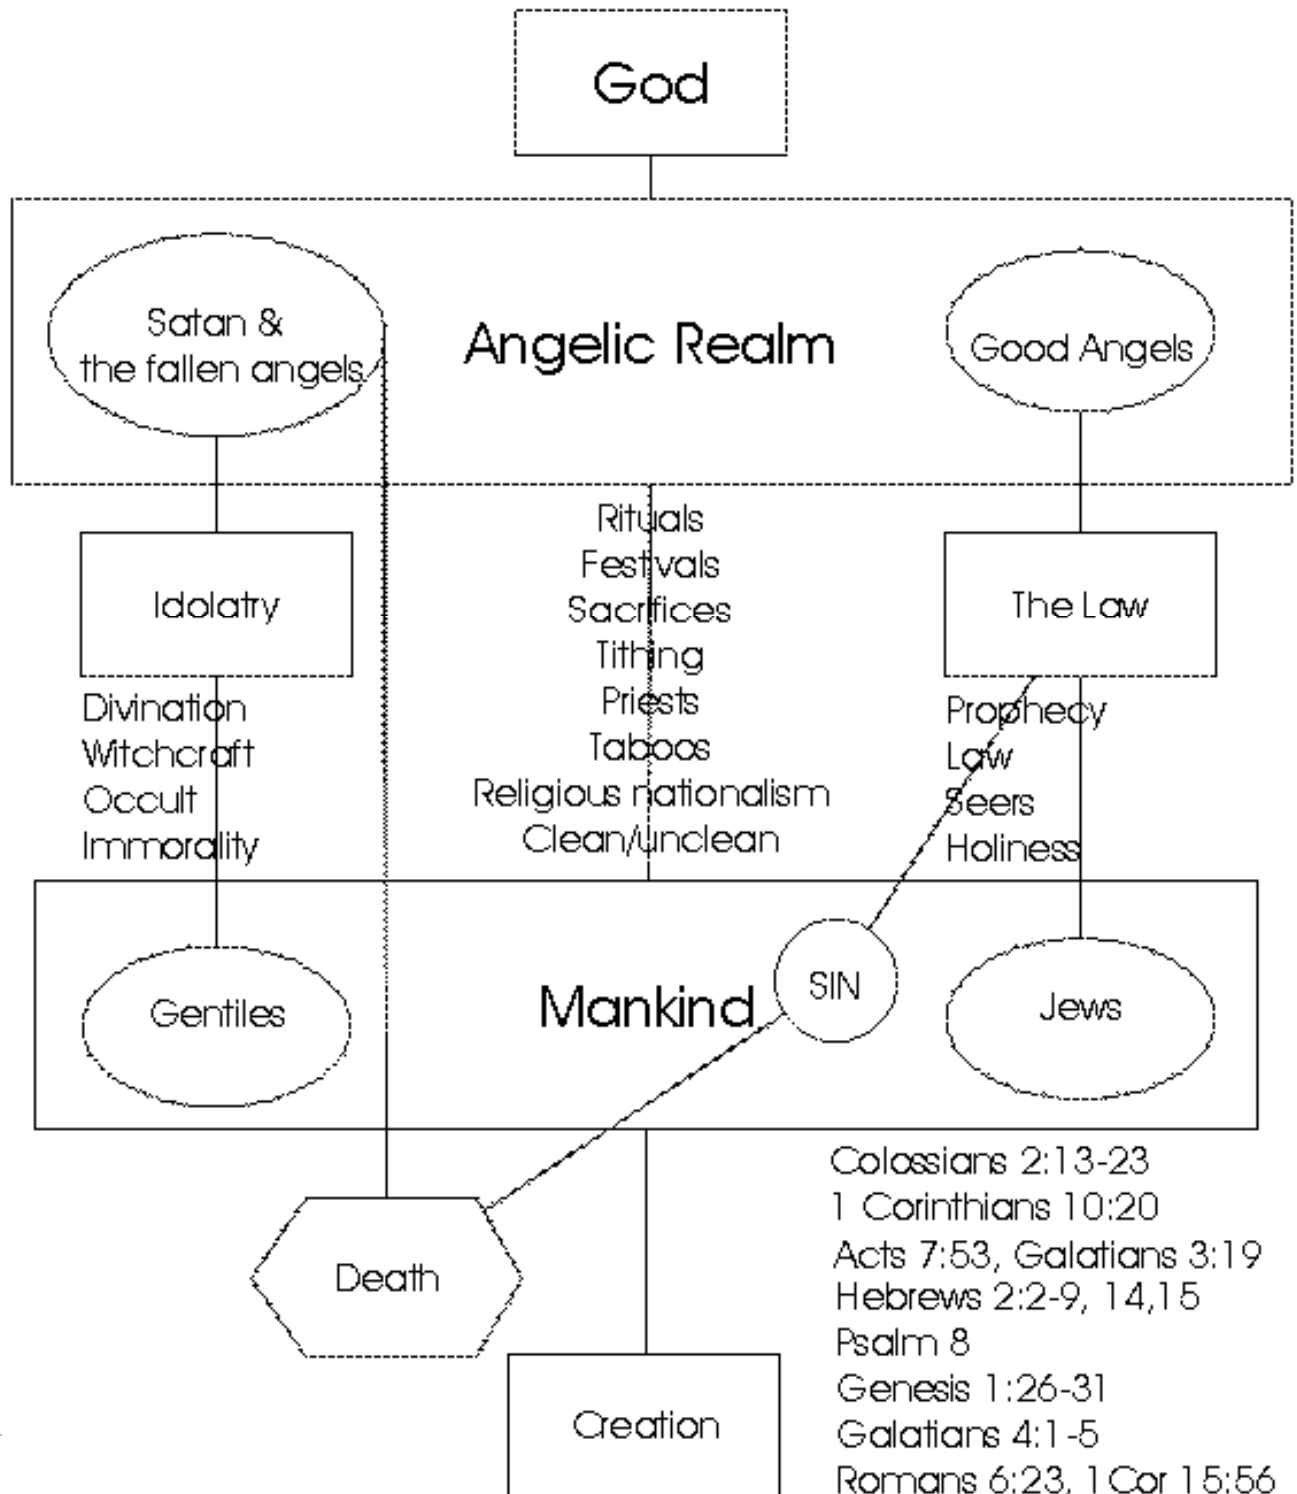 God
Satan &
the fallen angels
Angelic Realm
Good Angels
Idolatry
Rituals
Festivals
Sacrifices
Tithing
Priests
Taboos
Religious nationalism
Clean/unclean
The Law
Divination
Witchcraft
Occult
Immorality
Prophecy
Law
Seers
Holiness
Gentiles
Mankind
SIN
Jews
Death
Creation
Colossians 2:13-23
1 Corinthians 10:20
Acts 7:53, Galatians 3:19
Hebrews 2:2-9, 14,15
Psalm 8
Genesis 1:26-31
Galatians 4:1-5
Romans 6:23, 1Cor 15:56